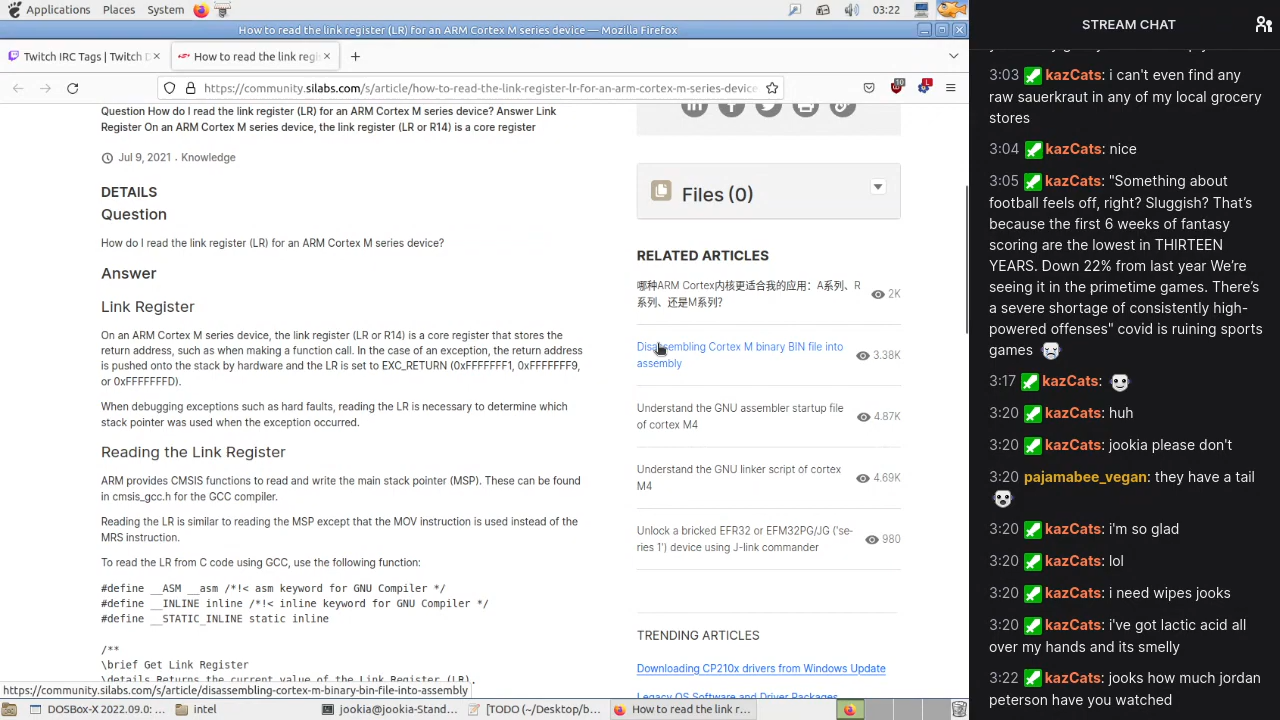 Applications Places System 03:22
How to read the link register (LR) for an ARM Cortex M series device — Mozilla Firefox
Twitch IRC Tags | Twitch D
How to read the link regis
https://community.silabs.com/s/article/how-to-read-the-link-register-lr-for-an-arm-cortex-m-series-device
10
L
Question How do I read the link register (LR) for an ARM Cortex M series device? Answer Link
Register On an ARM Cortex M series device, the link register (LR or R14) is a core register
Jul 9, 2021 . Knowledge
DETAILS
Question
How do I read the link register (LR) for an ARM Cortex M series device?
Answer
Link Register
On an ARM Cortex M series device, the link register (LR or R14) is a core register that stores the
return address, such as when making a function call. In the case of an exception, the return address
is pushed onto the stack by hardware and the LR is set to EXC_RETURN (0xFFFFFFF1, 0xFFFFFFF9,
or 0xFFFFFFFD).
When debugging exceptions such as hard faults, reading the LR is necessary to determine which
stack pointer was used when the exception occurred.
Reading the Link Register
ARM provides CMSIS functions to read and write the main stack pointer (MSP). These can be found
in cmsis_gcc.h for the GCC compiler.
Reading the LR is similar to reading the MSP except that the MOV instruction is used instead of the
MRS instruction.
To read the LR from C code using GCC, use the following function:
#define __ASM __asm /*!< asm keyword for GNU Compiler */
#define __INLINE inline /*!< inline keyword for GNU Compiler */
#define __STATIC_INLINE static inline
/**
\brief Get Link Register
\details Returns the current value of the Link Register (LR).
Files (0)
RELATED ARTICLES
哪种ARM Cortex内核更适合我的应用：A系列、R
系列、还是M系列? 2K
Disassembling Cortex M binary BIN file into
assembly 3.38K
Understand the GNU assembler startup file
of cortex M4 4.87K
Understand the GNU linker script of cortex
M4 4.69K
Unlock a bricked EFR32 or EFM32PG/JG ('se-
ries 1') device using J-link commander 980
TRENDING ARTICLES
Downloading CP210x drivers from Windows Update
Legacy OS Software and Driver Packages
https://community.silabs.com/s/article/disassembling-cortex-m-binary-bin-file-into-assembly
DOSBox-X 2022.09.0: ...
intel
jookia@jookia-Stand...
[TODO (~/Desktop/b...
How to read the link r...
STREAM CHAT
3:03 kazCats: i can't even find any
raw sauerkraut in any of my local grocery
stores
3:04 kazCats: nice
3:05 kazCats: "Something about
football feels off, right? Sluggish? That's
because the first 6 weeks of fantasy
scoring are the lowest in THIRTEEN
YEARS. Down 22% from last year We're
seeing it in the primetime games. There's
a severe shortage of consistently high-
powered offenses" covid is ruining sports
games
3:17 kazCats:
3:20 kazCats: huh
3:20 kazCats: jookia please don't
3:20 pajamabee_vegan: they have a tail
3:20 kazCats: i'm so glad
3:20 kazCats: lol
3:20 kazCats: i need wipes jooks
3:20 kazCats: i've got lactic acid all
over my hands and its smelly
3:22 kazCats: jooks how much jordan
peterson have you watched